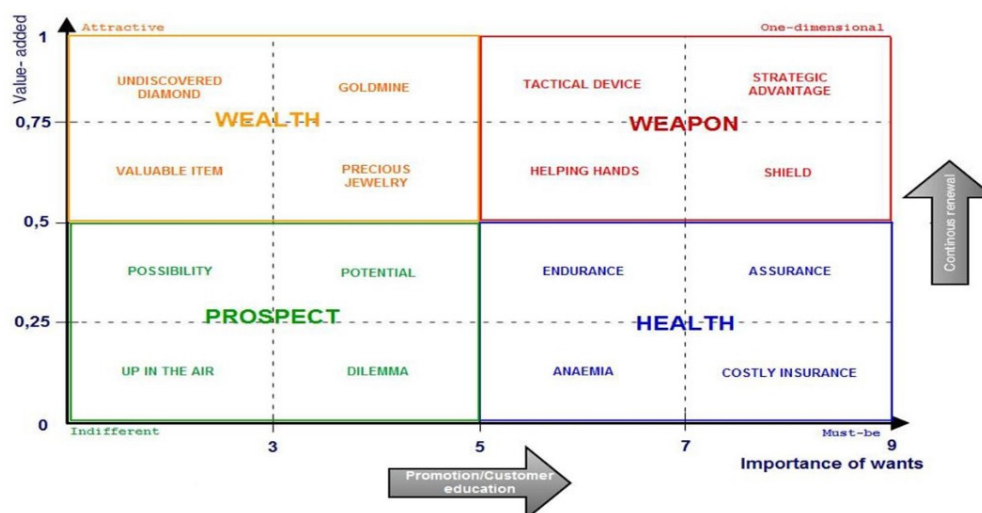 Attractive
One-dimensional
Value- added
1
0,75
0,5
0,25
0
UNDISCOVERED
DIAMOND
GOLDMINE
WEALTH
VALUABLE ITEM
PRECIOUS
JEWELRY
TACTICAL DEVICE
STRATEGIC
ADVANTAGE
WEAPON
HELPING HANDS
SHIELD
Continous renewal
POSSIBILITY
POTENTIAL
PROSPECT
UP IN THE AIR
DILEMMA
ENDURANCE
ASSURANCE
HEALTH
ANAEMIA
COSTLY INSURANCE
Indifferent
Must-be
3
5
7
9
Importance of wants
Promotion/Customer
education